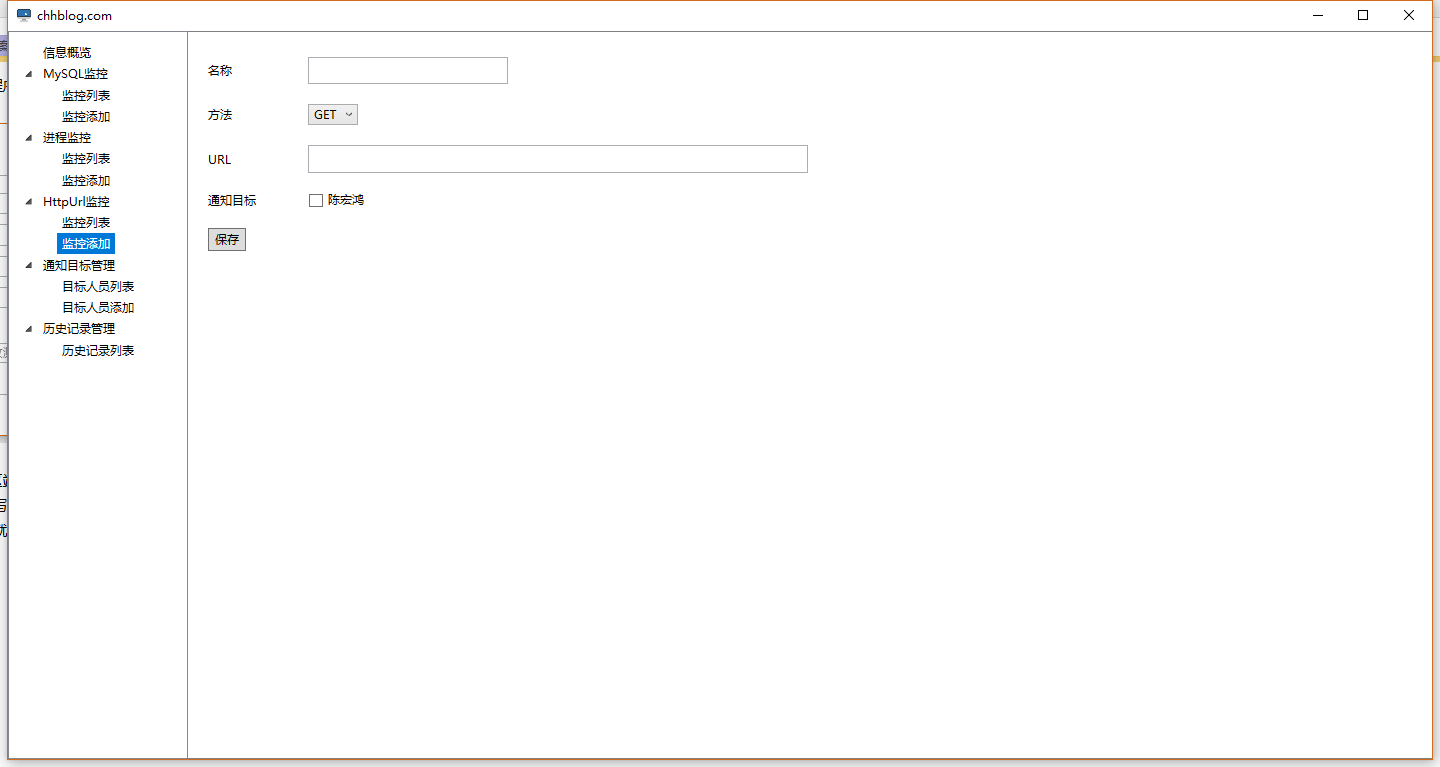 chhblog.com
信息概览
MySQL监控
监控列表
监控添加
进程监控
监控列表
监控添加
HttpUrl监控
监控列表
监控添加
通知目标管理
目标人员列表
目标人员添加
历史记录管理
历史记录列表
名称
方法 GET
URL
通知目标 陈宏鸿
保存